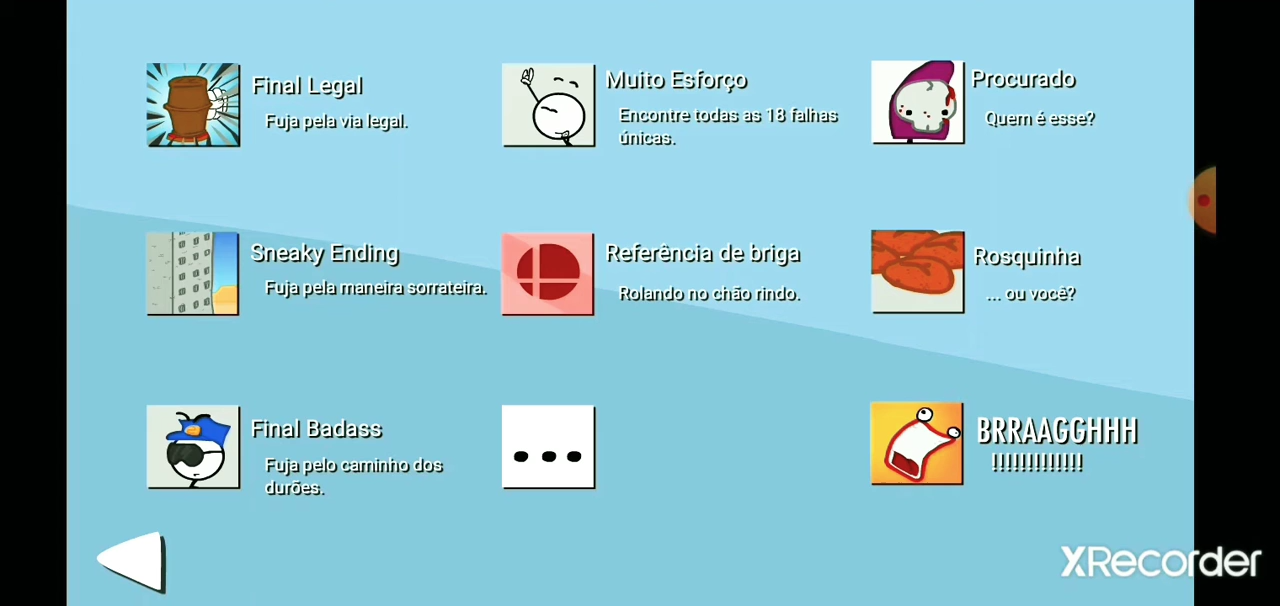 Final Legal
Fuja pela via legal.
Muito Esforço
Encontre todas as 18 falhas
únicas.
Procurado
Quem é esse?
Sneaky Ending
Fuja pela maneira sorrateira.
Referência de briga
Rolando no chão rindo.
Rosquinha
... ou você?
Final Badass
Fuja pelo caminho dos
durões.
BRRAAGGHHH
!!!!!!!!!!!!!
XRecorder